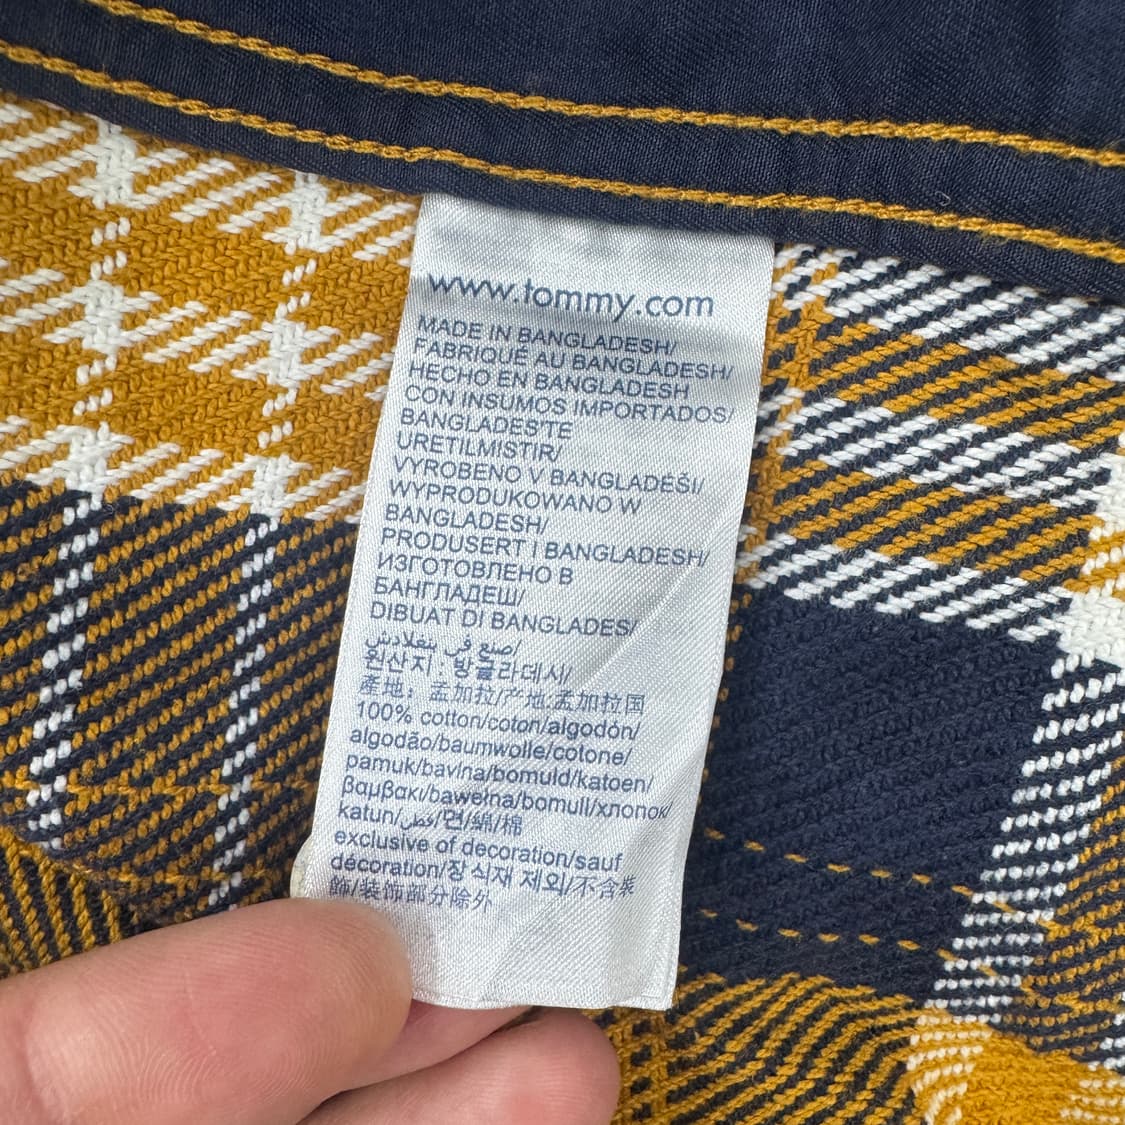 www.tommy.com
MADE IN BANGLADESH/
FABRIQUÉ AU BANGLADESH/
HECHO EN BANGLADESH
CON INSUMOS IMPORTADOS/
BANGLADES'TE
URETILMISTIR/
VYROBENO V BANGLADÉŠI/
WYPRODUKOWANO W
BANGLADESH/
PRODUSERT I BANGLADESH/
ИЗГОТОВЛЕНО В
БАНГЛАДЕШ/
DIBUAT DI BANGLADES/
صنع في بنغلادش/
원산지 : 방글라데시/
產地：孟加拉/产地:孟加拉国
100% cotton/coton/algodón/
algodão/baumwolle/cotone/
pamuk/bavlna/bomuld/katoen/
βαμβακι/bawełna/bomull/хлопок/
katun/قطن/면/綿/棉
exclusive of decoration/sauf
décoration/장식재 제외/不含裝
飾/装饰部分除外